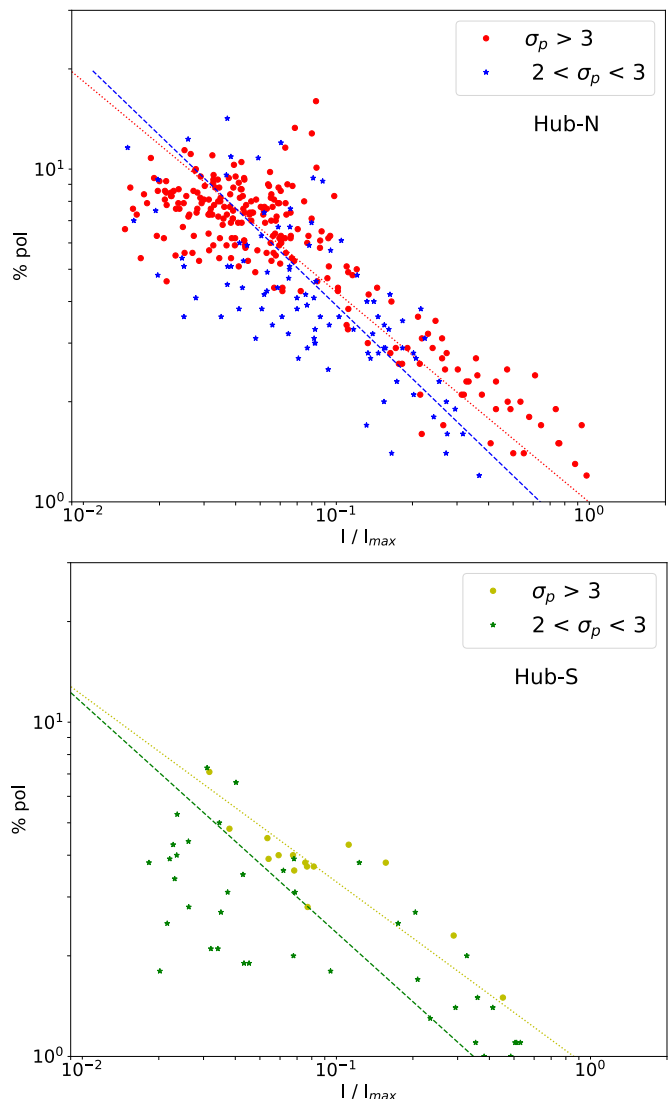 σₚ > 3
2 < σₚ < 3
Hub-N
% pol
10¹
10⁰
10⁻²
10⁻¹
10⁰
I / Iₘₐₓ
σₚ > 3
2 < σₚ < 3
Hub-S
% pol
10¹
10⁰
10⁻²
10⁻¹
10⁰
I / Iₘₐₓ